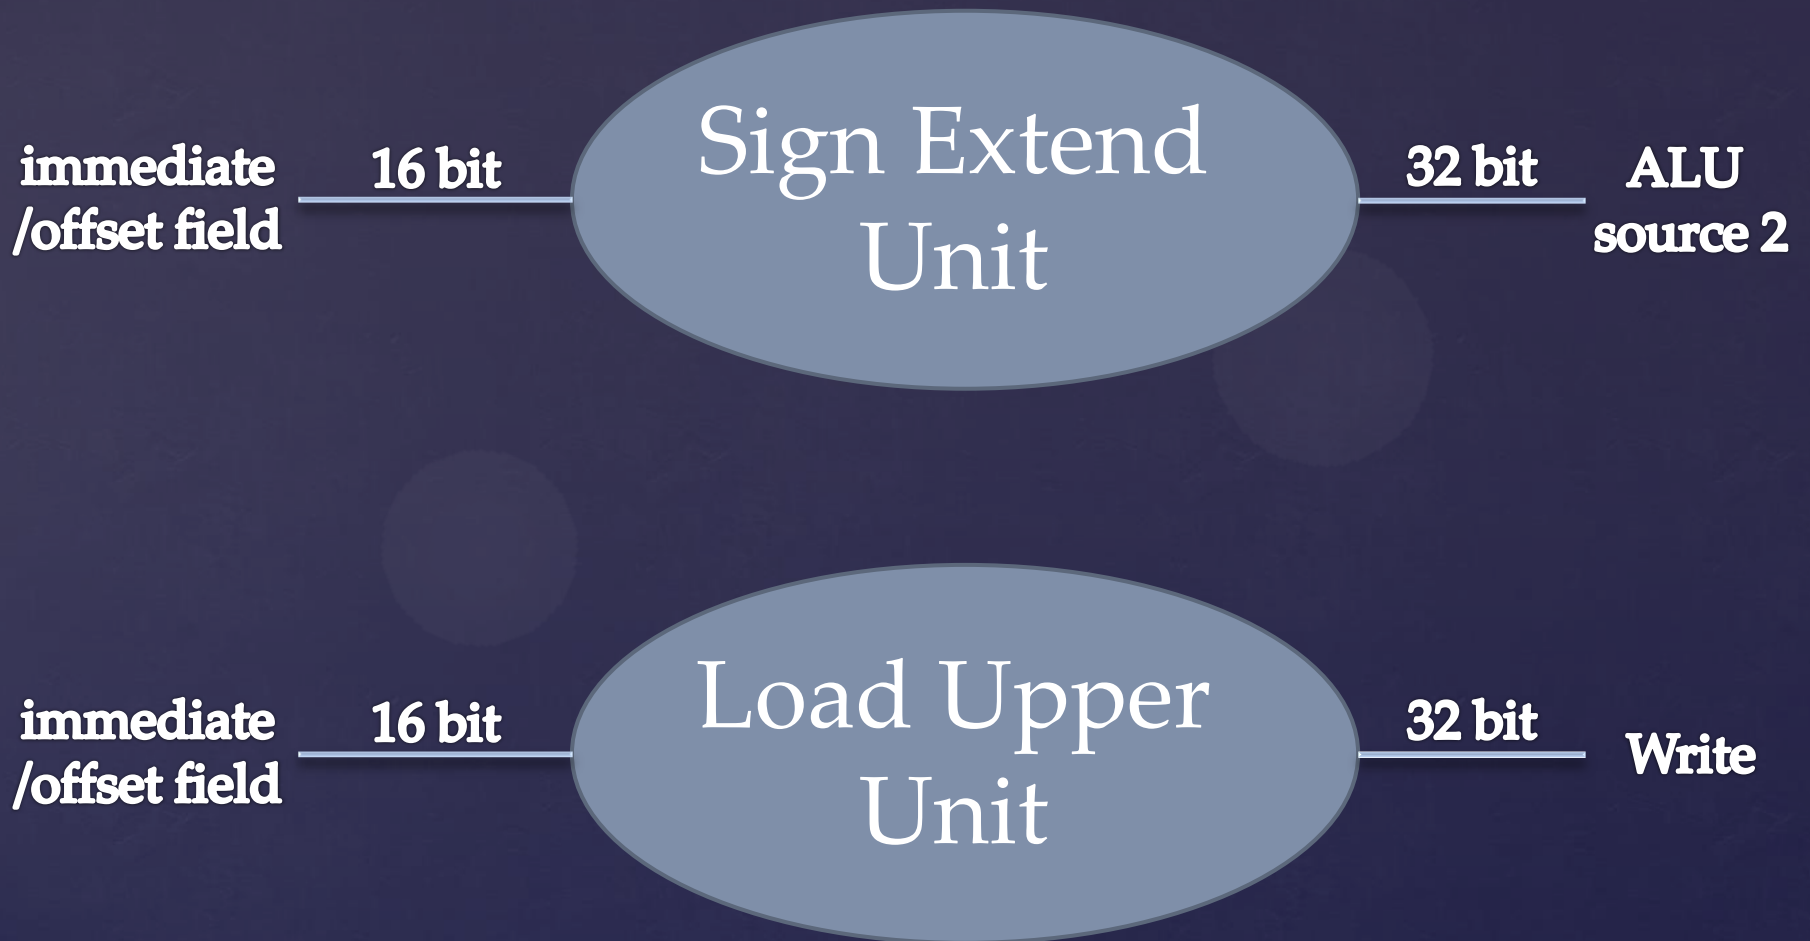 immediate
/offset field
16 bit
Sign Extend
Unit
32 bit
ALU
source 2
immediate
/offset field
16 bit
Load Upper
Unit
32 bit
Write